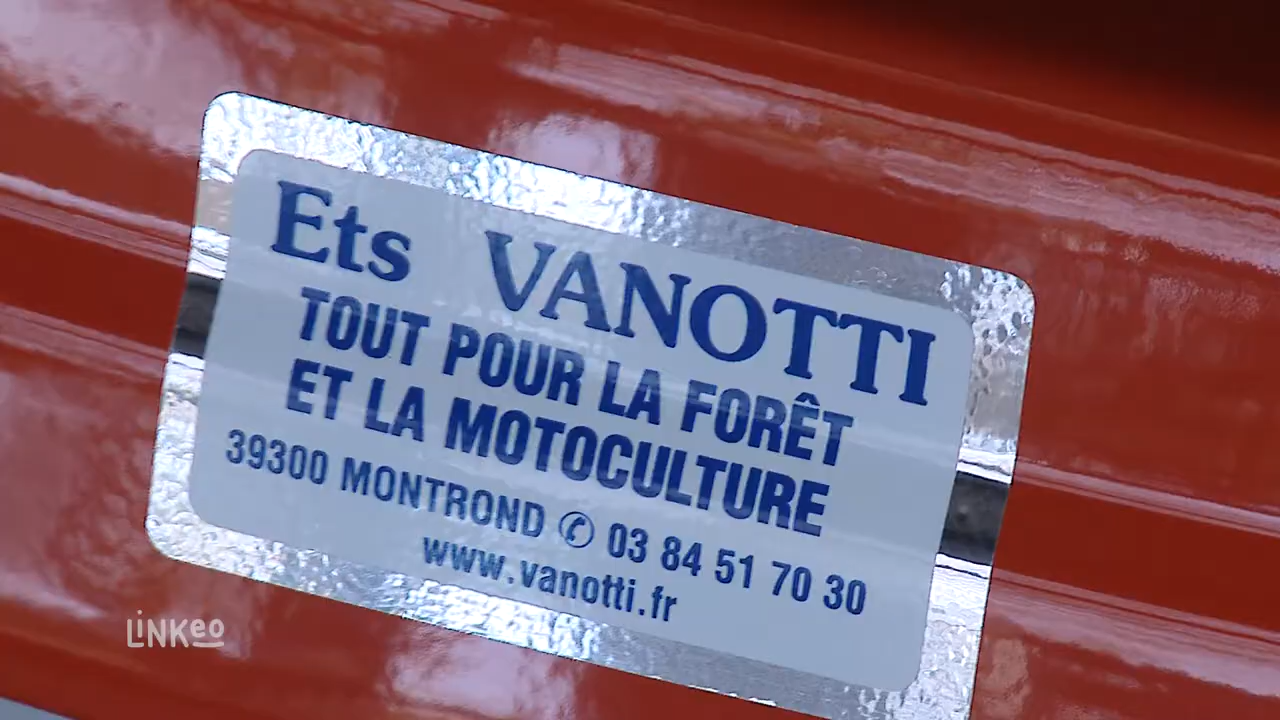 Ets VANOTTI
TOUT POUR LA FORÊT
ET LA MOTOCULTURE
39300 MONTROND ✆ 03 84 51 70 30
www.vanotti.fr
LINKeo